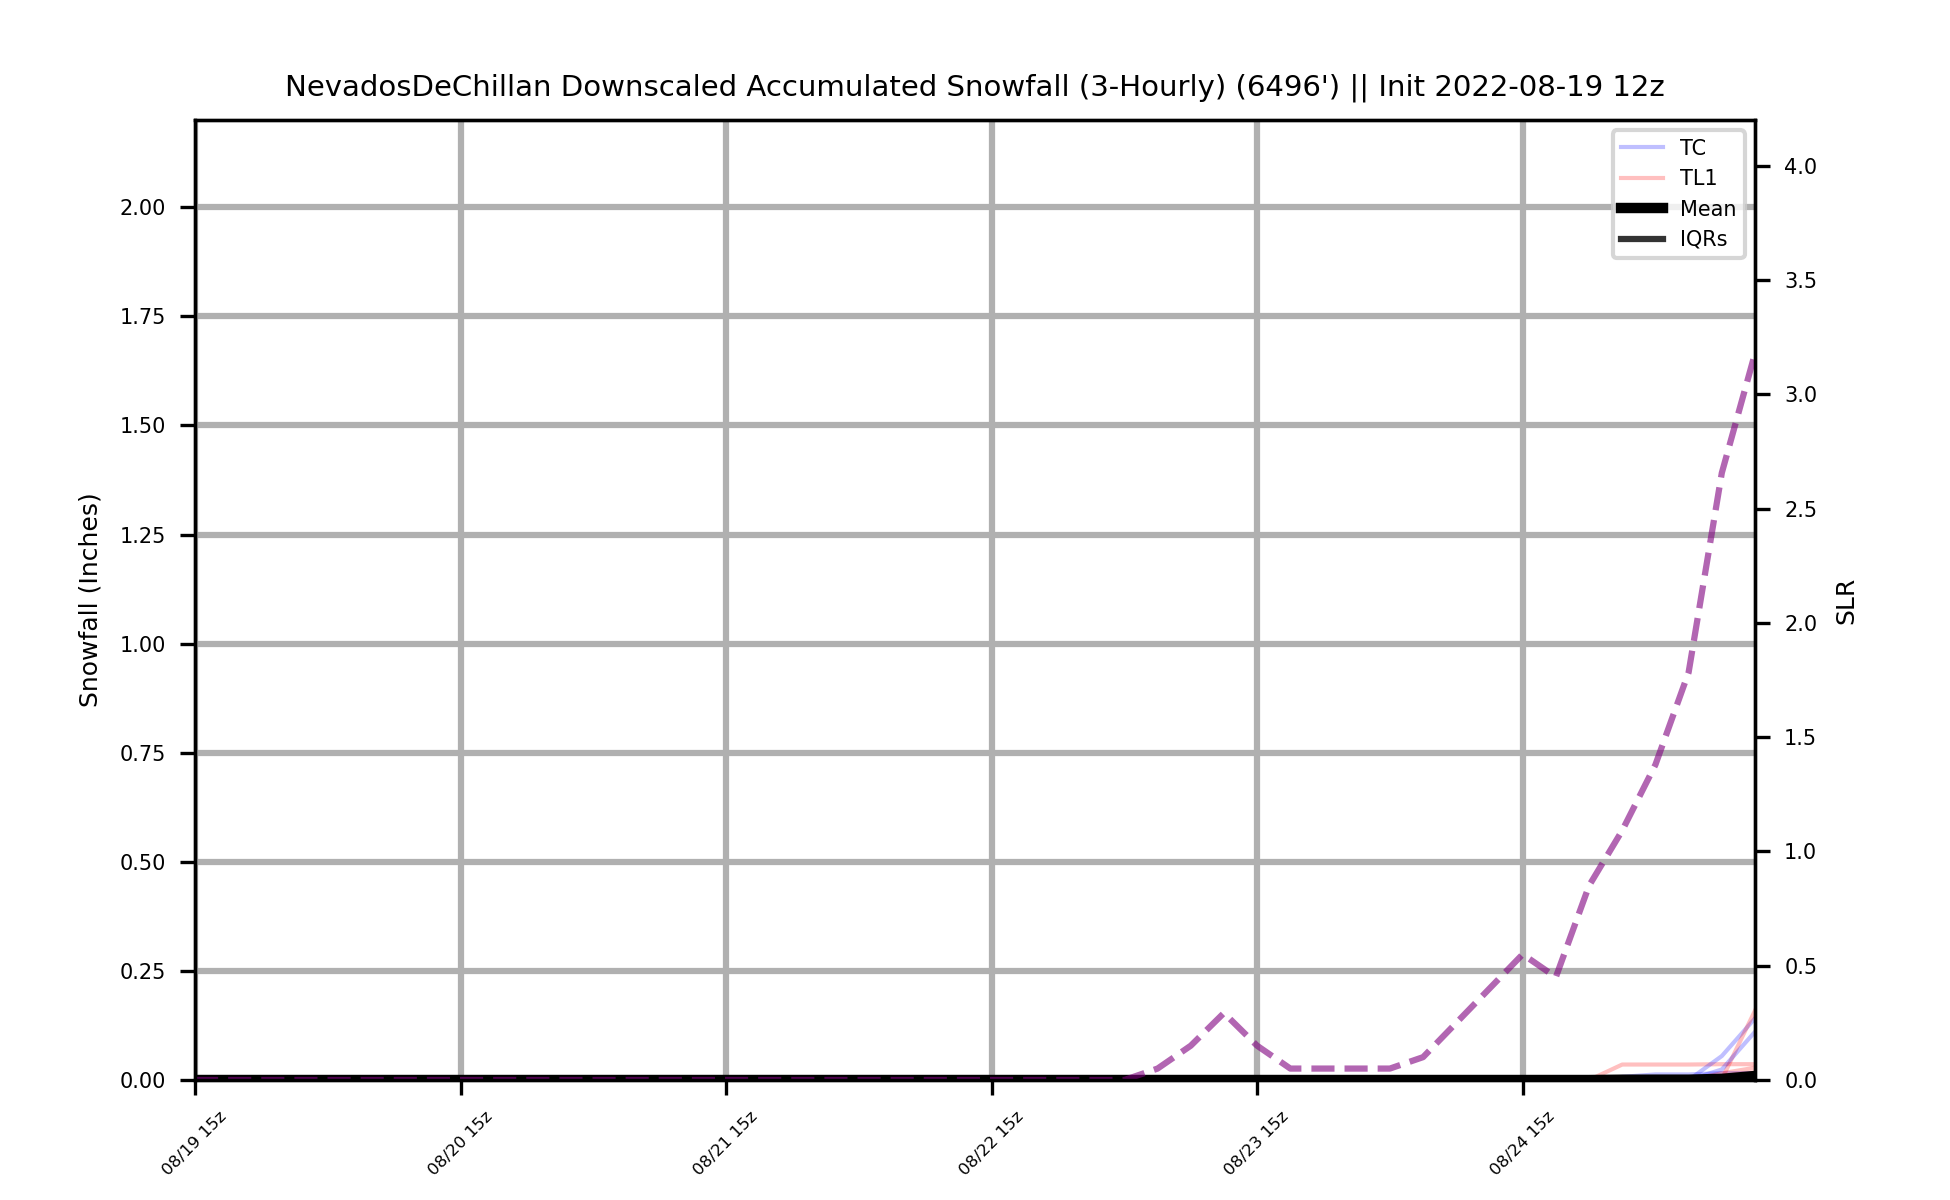 NevadosDeChillan Downscaled Accumulated Snowfall (3-Hourly) (6496') || Init 2022-08-19 12z
TC
TL1
Mean
IQRs
Snowfall (Inches)
2.00
1.75
1.50
1.25
1.00
0.75
0.50
0.25
0.00
4.0
3.5
3.0
2.5
2.0
1.5
1.0
0.5
0.0
SLR
08/19 15z
08/20 15z
08/21 15z
08/22 15z
08/23 15z
08/24 15z